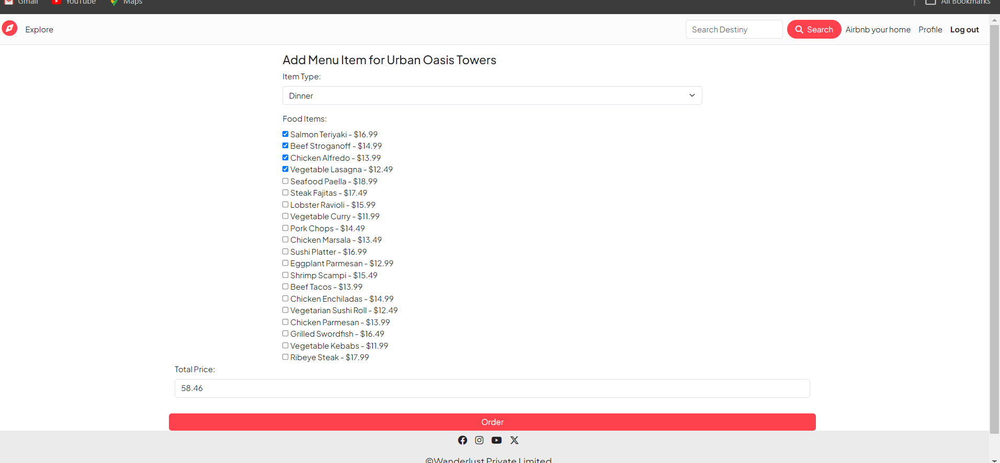 Gmail YouTube Maps All Bookmarks
Explore Search Destiny Search Airbnb your home Profile Log out
Add Menu Item for Urban Oasis Towers
Item Type:
Dinner
Food Items:
Salmon Teriyaki - $16.99
Beef Stroganoff - $14.99
Chicken Alfredo - $13.99
Vegetable Lasagna - $12.49
Seafood Paella - $18.99
Steak Fajitas - $17.49
Lobster Ravioli - $15.99
Vegetable Curry - $11.99
Pork Chops - $14.49
Chicken Marsala - $13.49
Sushi Platter - $16.99
Eggplant Parmesan - $12.99
Shrimp Scampi - $15.49
Beef Tacos - $13.99
Chicken Enchiladas - $14.99
Vegetarian Sushi Roll - $12.49
Chicken Parmesan - $13.99
Grilled Swordfish - $16.49
Vegetable Kebabs - $11.99
Ribeye Steak - $17.99
Total Price:
58.46
Order
©Wanderlust Private Limited